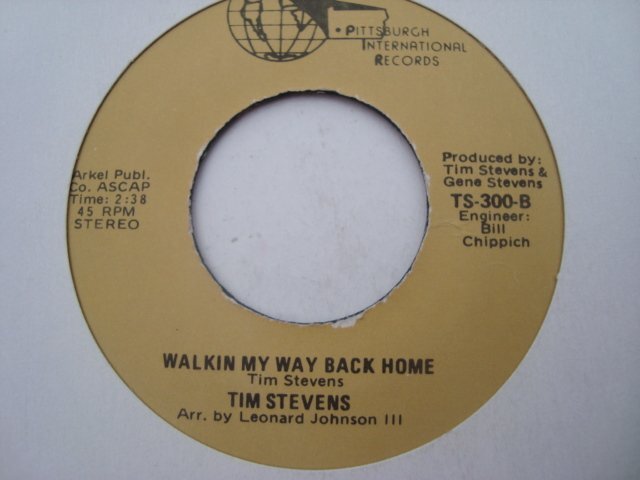 • PITTSBURGH
INTERNATIONAL
RECORDS
Arkel Publ.
Co. ASCAP
Time: 2:38
45 RPM
STEREO
Produced by:
Tim Stevens &
Gene Stevens
TS-300-B
Engineer:
Bill
Chippich
WALKIN MY WAY BACK HOME
Tim Stevens
TIM STEVENS
Arr. by Leonard Johnson III